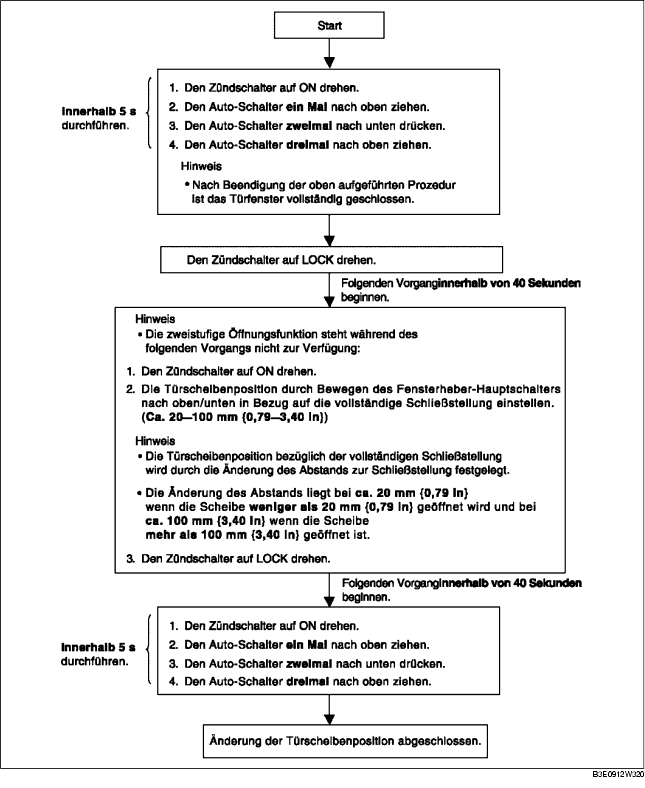 Start
1. Den Zündschalter auf ON drehen.
2. Den Auto-Schalter ein Mal nach oben ziehen.
3. Den Auto-Schalter zweimal nach unten drücken.
4. Den Auto-Schalter dreimal nach oben ziehen.
Innerhalb 5 s
durchführen.
Hinweis
• Nach Beendigung der oben aufgeführten Prozedur
ist das Türfenster vollständig geschlossen.
Den Zündschalter auf LOCK drehen.
Folgenden Vorganginnerhalb von 40 Sekunden
beginnen.
Hinweis
• Die zweistufige Öffnungsfunktion steht während des
folgenden Vorgangs nicht zur Verfügung:
1. Den Zündschalter auf ON drehen.
2. Die Türscheibenposition durch Bewegen des Fensterheber-Hauptschalters
nach oben/unten in Bezug auf die vollständige Schließstellung einstellen.
(Ca. 20—100 mm {0,79—3,40 in})
Hinweis
• Die Türscheibenposition bezüglich der vollständigen Schließstellung
wird durch die Änderung des Abstands zur Schließstellung festgelegt.
• Die Änderung des Abstands liegt bei ca. 20 mm {0,79 in}
wenn die Scheibe weniger als 20 mm {0,79 in} geöffnet wird und bei
ca. 100 mm {3,40 in} wenn die Scheibe
mehr als 100 mm {3,40 in} geöffnet ist.
3. Den Zündschalter auf LOCK drehen.
Folgenden Vorganginnerhalb von 40 Sekunden
beginnen.
1. Den Zündschalter auf ON drehen.
2. Den Auto-Schalter ein Mal nach oben ziehen.
3. Den Auto-Schalter zweimal nach unten drücken.
4. Den Auto-Schalter dreimal nach oben ziehen.
Innerhalb 5 s
durchführen.
Änderung der Türscheibenposition abgeschlossen.
B3E0912W320